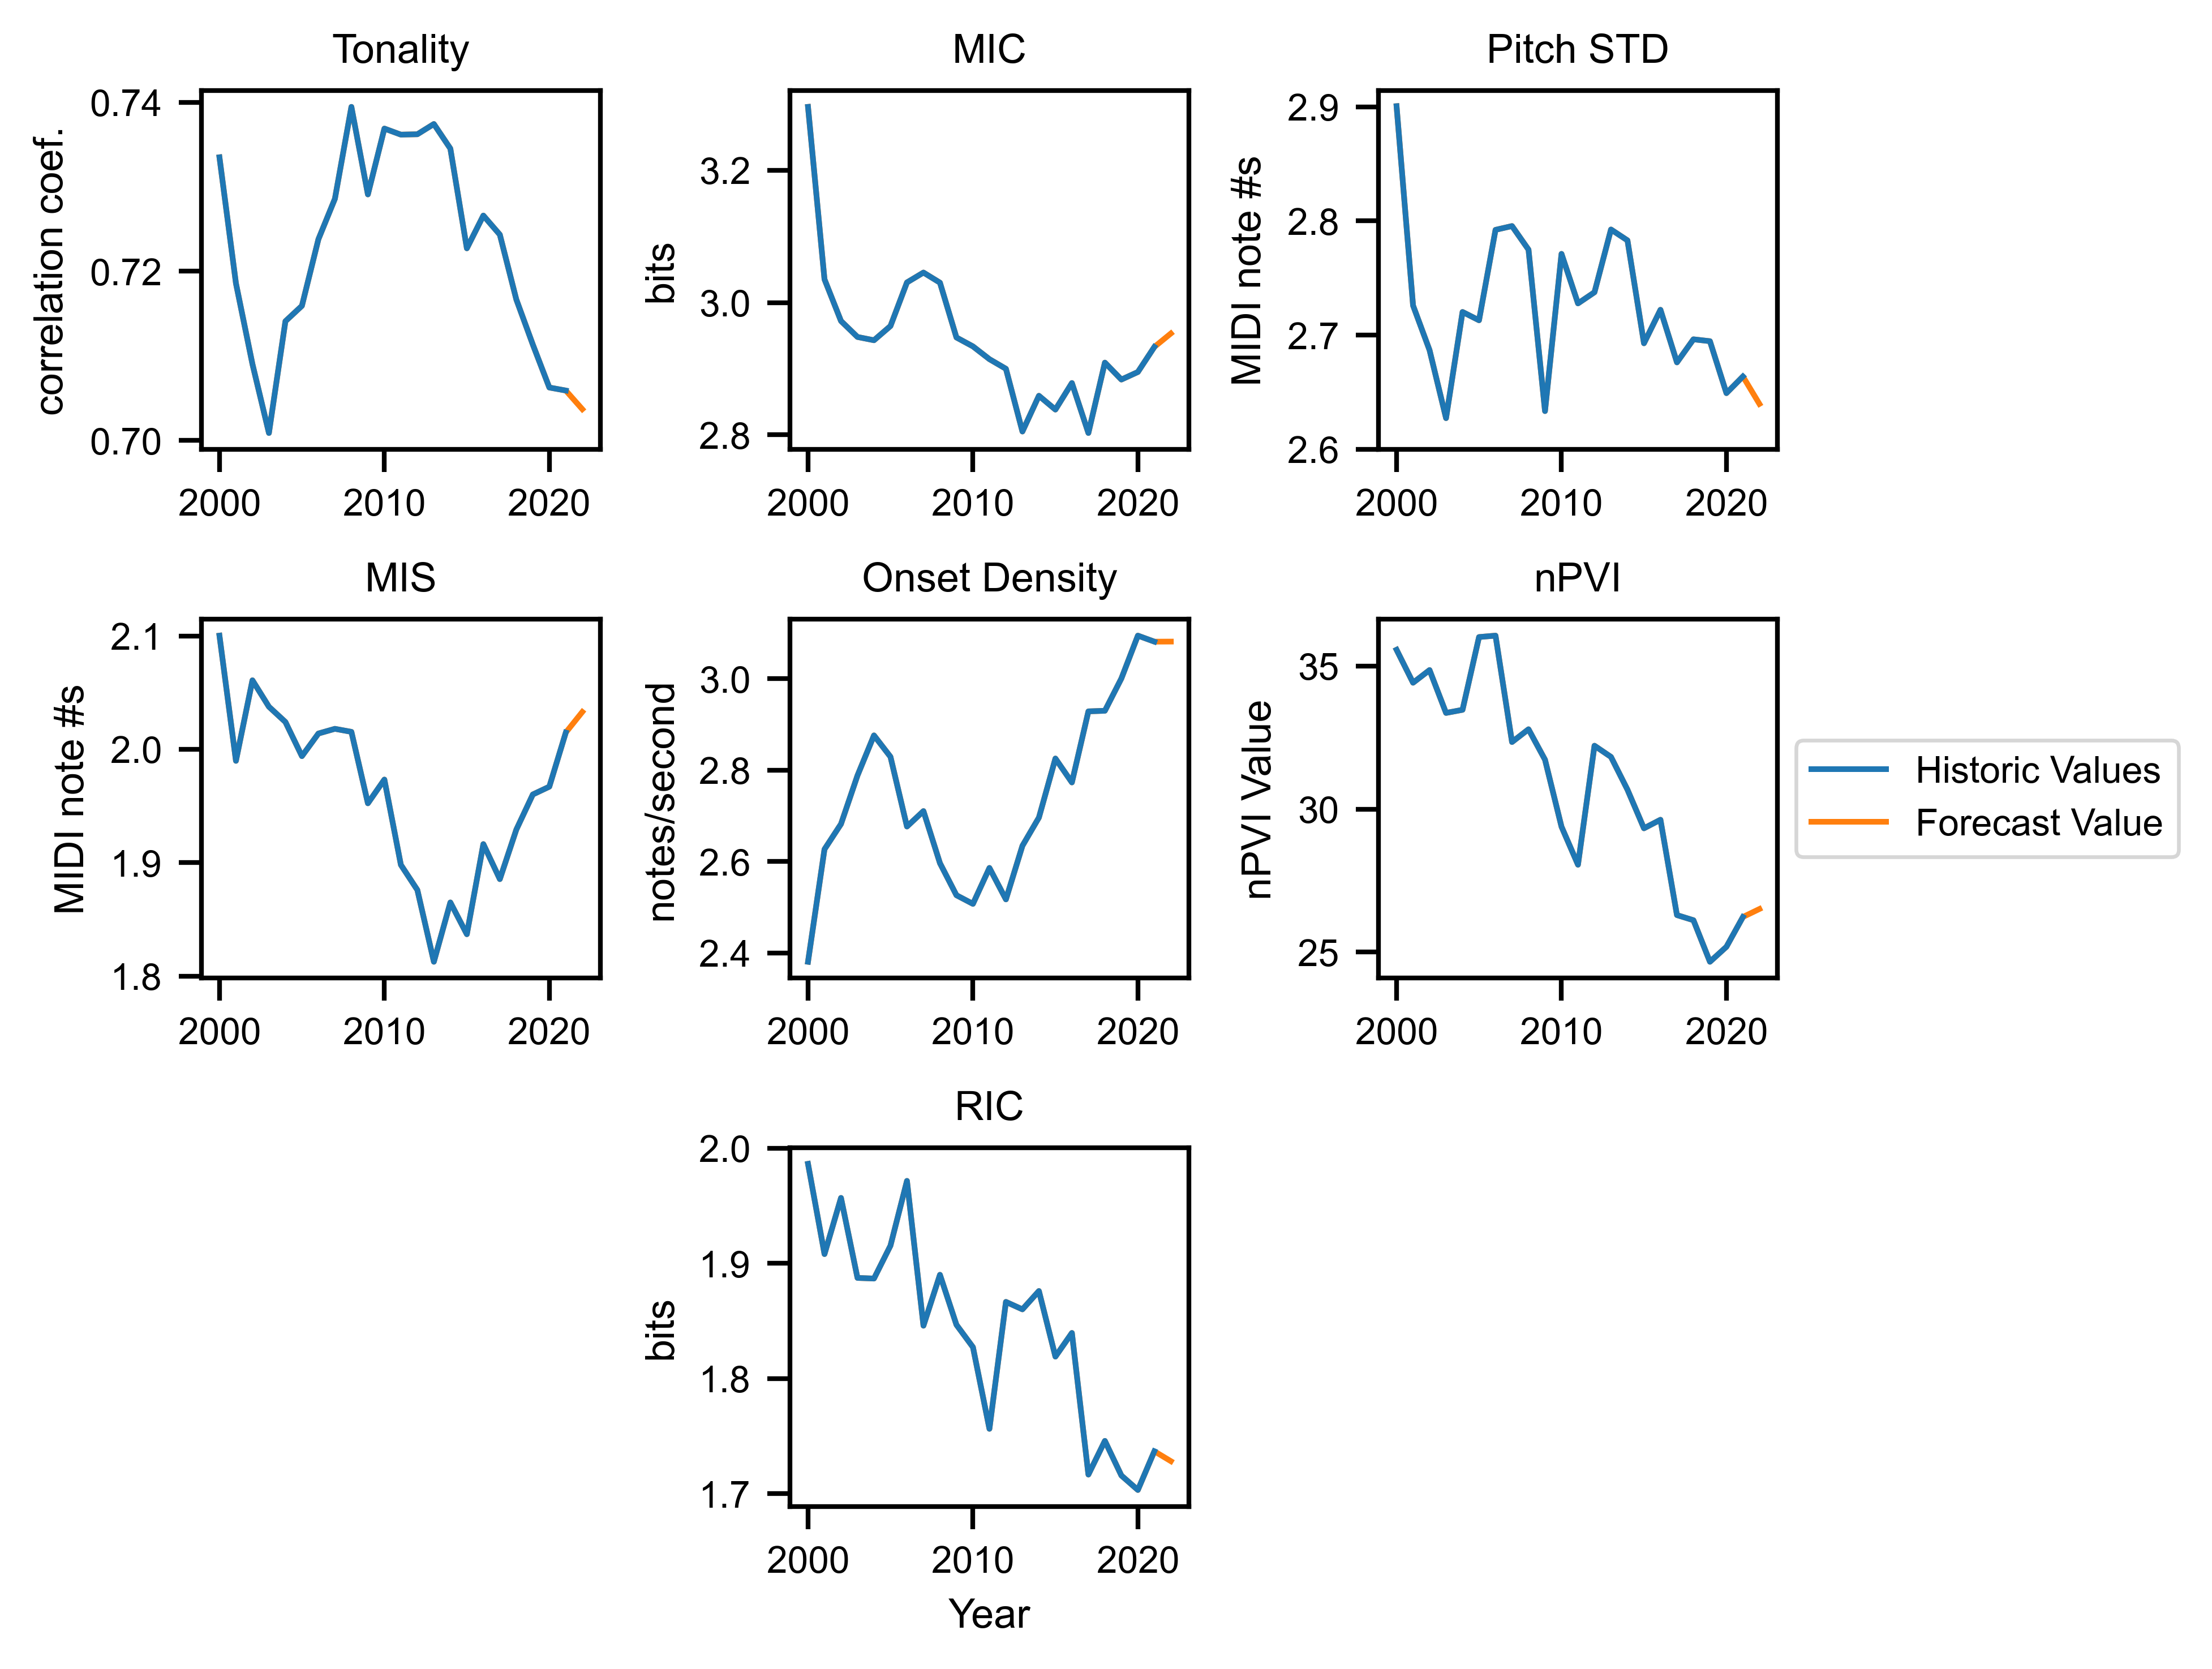 Tonality
correlation coef.
0.74
0.72
0.70
2000 2010 2020
MIC
bits
3.2
3.0
2.8
2000 2010 2020
Pitch STD
MIDI note #s
2.9
2.8
2.7
2.6
2000 2010 2020
MIS
MIDI note #s
2.1
2.0
1.9
1.8
2000 2010 2020
Onset Density
notes/second
3.0
2.8
2.6
2.4
2000 2010 2020
nPVI
nPVI Value
35
30
25
2000 2010 2020
Historic Values
Forecast Value
RIC
bits
2.0
1.9
1.8
1.7
2000 2010 2020
Year